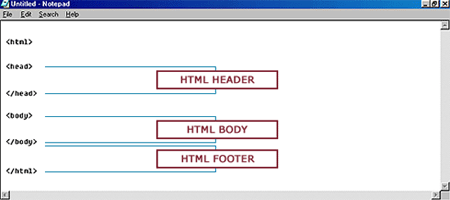 Untitled - Notepad
File Edit Search Help
<html>
<head>
HTML HEADER
</head>
<body>
HTML BODY
</body>
HTML FOOTER
</html>